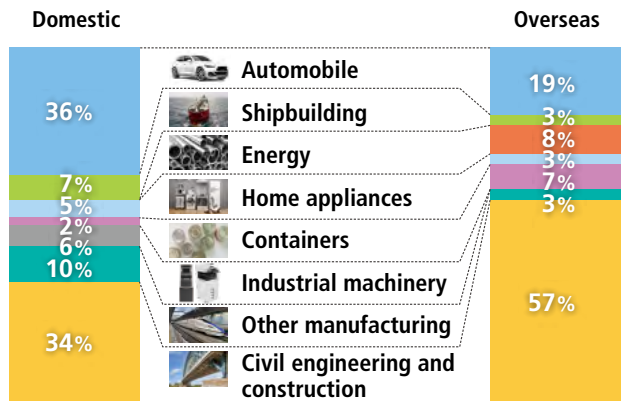 Domestic
Overseas
36%
7%
5%
2%
6%
10%
34%
Automobile
Shipbuilding
Energy
Home appliances
Containers
Industrial machinery
Other manufacturing
Civil engineering and
construction
19%
3%
8%
3%
7%
3%
57%